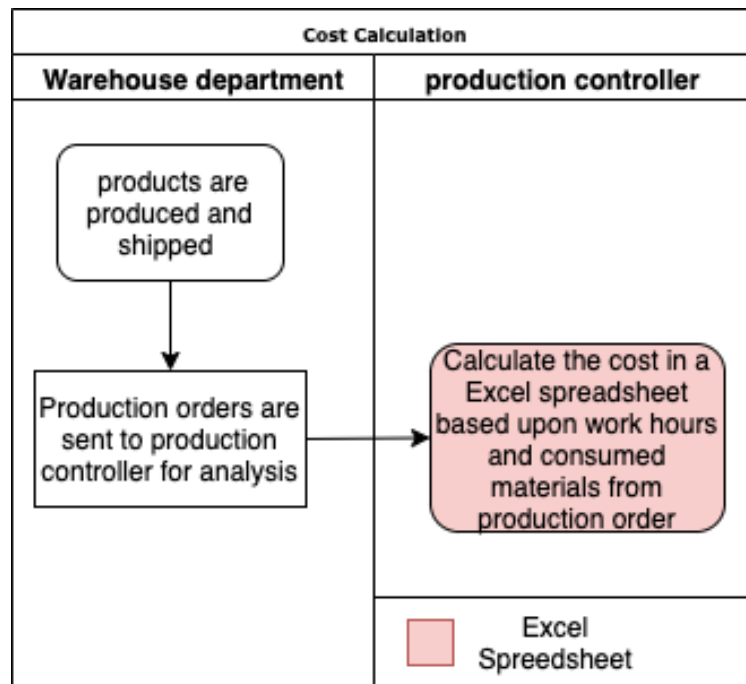 Cost Calculation
Warehouse department
production controller
products are
produced and
shipped
Production orders are
sent to production
controller for analysis
Calculate the cost in a
Excel spreadsheet
based upon work hours
and consumed
materials from
production order
Excel
Spreedsheet